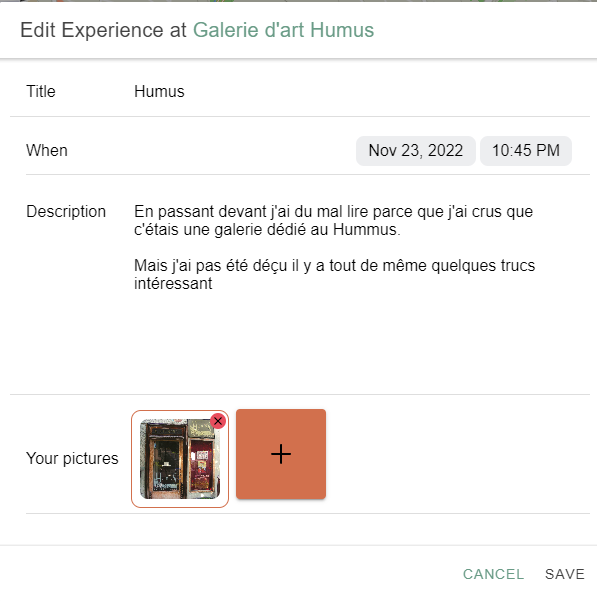 Edit Experience at Galerie d'art Humus
Title Humus
When Nov 23, 2022 10:45 PM
Description En passant devant j'ai du mal lire parce que j'ai crus que
c'étais une galerie dédié au Hummus.
Mais j'ai pas été déçu il y a tout de même quelques trucs
intéressant
Your pictures
CANCEL SAVE